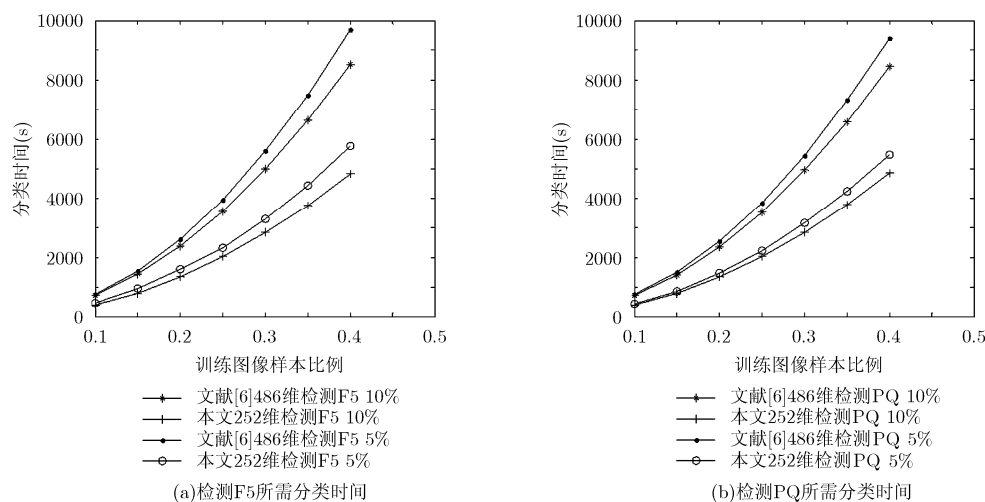 10000
8000
6000
4000
2000
0
分类时间(s)
0.1 0.2 0.3 0.4 0.5
训练图像样本比例
文献[6]486维检测F5 10%
本文252维检测F5 10%
文献[6]486维检测F5 5%
本文252维检测F5 5%
(a)检测F5所需分类时间
10000
8000
6000
4000
2000
0
分类时间(s)
0.1 0.2 0.3 0.4 0.5
训练图像样本比例
文献[6]486维检测PQ 10%
本文252维检测PQ 10%
文献[6]486维检测PQ 5%
本文252维检测PQ 5%
(b)检测PQ所需分类时间